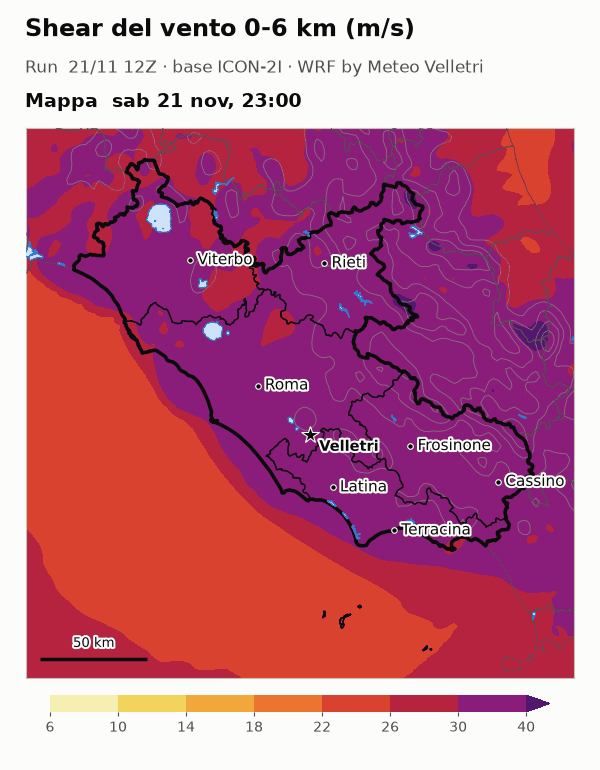 Shear del vento 0-6 km (m/s)
Run  21/11 12Z · base ICON-2I · WRF by Meteo Velletri
Mappa  sab 21 nov, 23:00
Viterbo
Rieti
Roma
Velletri
Frosinone
Cassino
Latina
Terracina
50 km
6 10 14 18 22 26 30 40